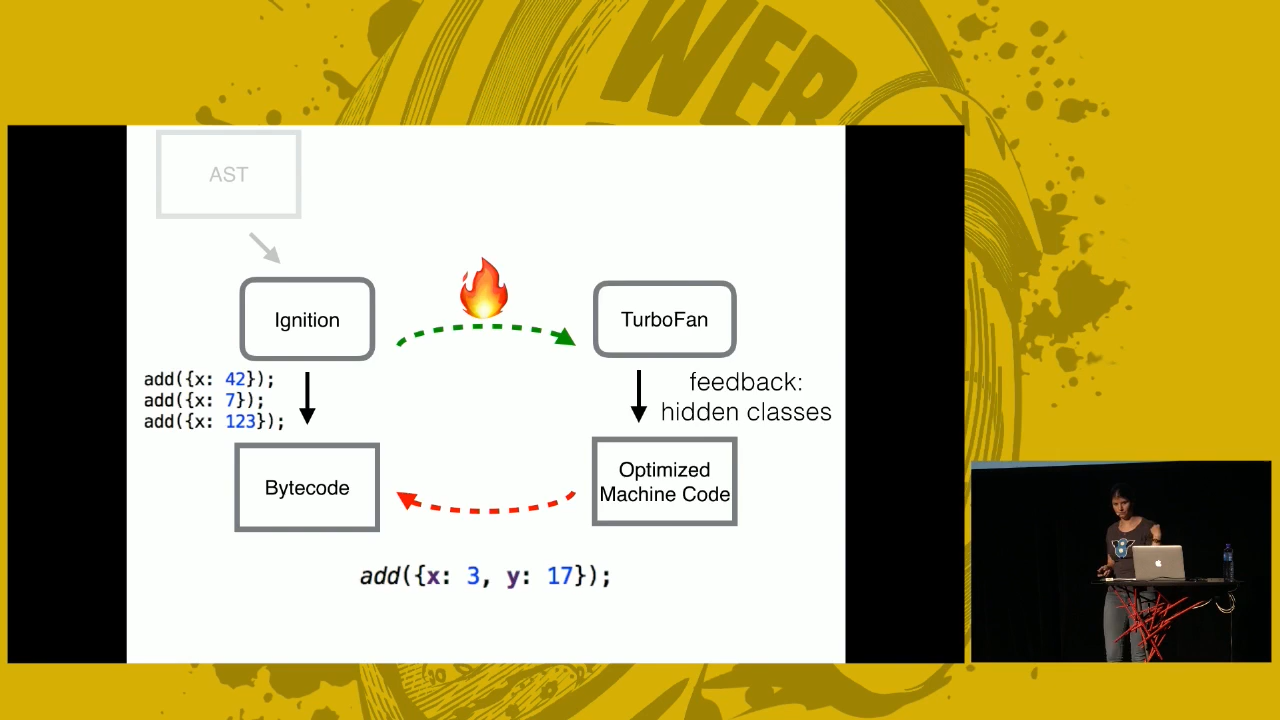 WEB
AST
Ignition
TurboFan
add({x: 42});
add({x: 7});
add({x: 123});
feedback:
hidden classes
Bytecode
Optimized
Machine Code
add({x: 3, y: 17});